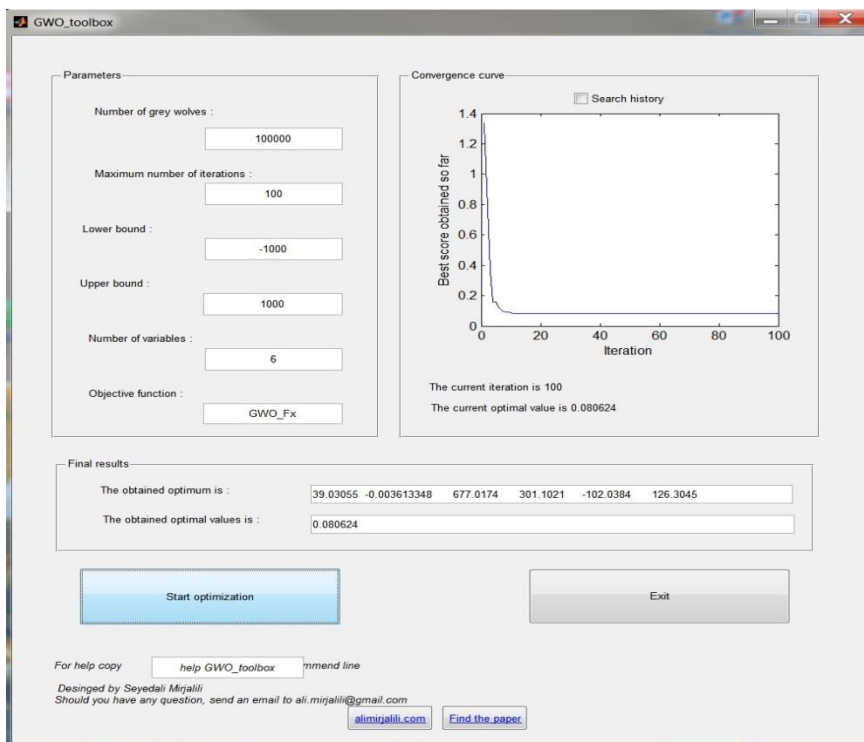 GWO_toolbox
Parameters
Number of grey wolves :
100000
Maximum number of iterations :
100
Lower bound :
-1000
Upper bound :
1000
Number of variables :
6
Objective function :
GWO_Fx
Convergence curve
Search history
1.4
1.2
1
0.8
0.6
0.4
0.2
0
Best score obtained so far
0 20 40 60 80 100
Iteration
The current iteration is 100
The current optimal value is 0.080624
Final results
The obtained optimum is :
39.03055 -0.003613348 677.0174 301.1021 -102.0384 126.3045
The obtained optimal values is :
0.080624
Start optimization
Exit
For help copy help GWO_toolbox mmend line
Desinged by Seyedali Mirjalili
Should you have any question, send an email to ali.mirjalili@gmail.com
alimirjalili.com
Find the paper